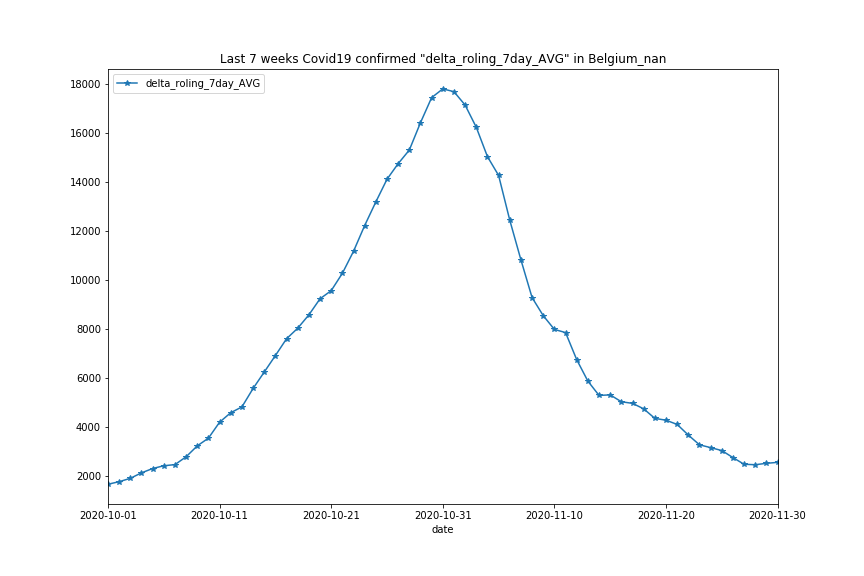 Last 7 weeks Covid19 confirmed "delta_roling_7day_AVG" in Belgium_nan
delta_roling_7day_AVG
18000
16000
14000
12000
10000
8000
6000
4000
2000
2020-10-01 2020-10-11 2020-10-21 2020-10-31 2020-11-10 2020-11-20 2020-11-30
date